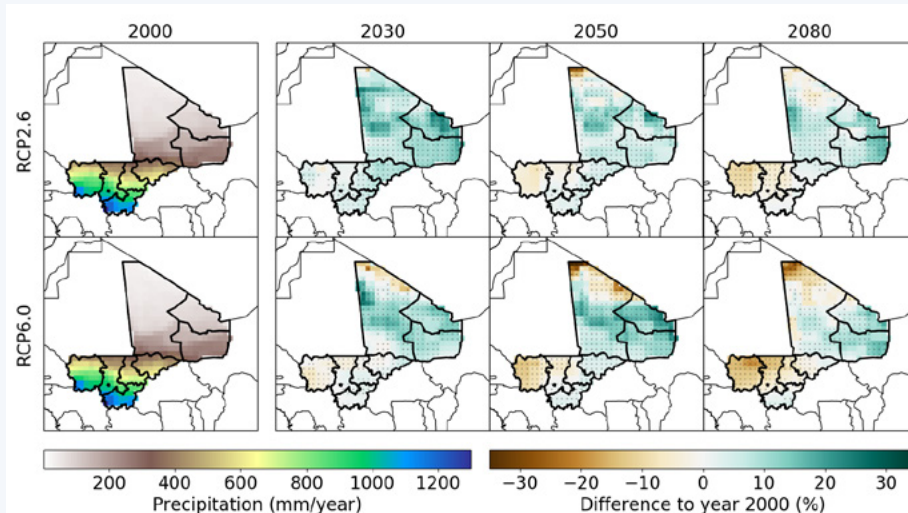 2000 2030 2050 2080
RCP2.6
RCP6.0
200 400 600 800 1000 1200
−30 −20 −10 0 10 20 30
Precipitation (mm/year)
Difference to year 2000 (%)